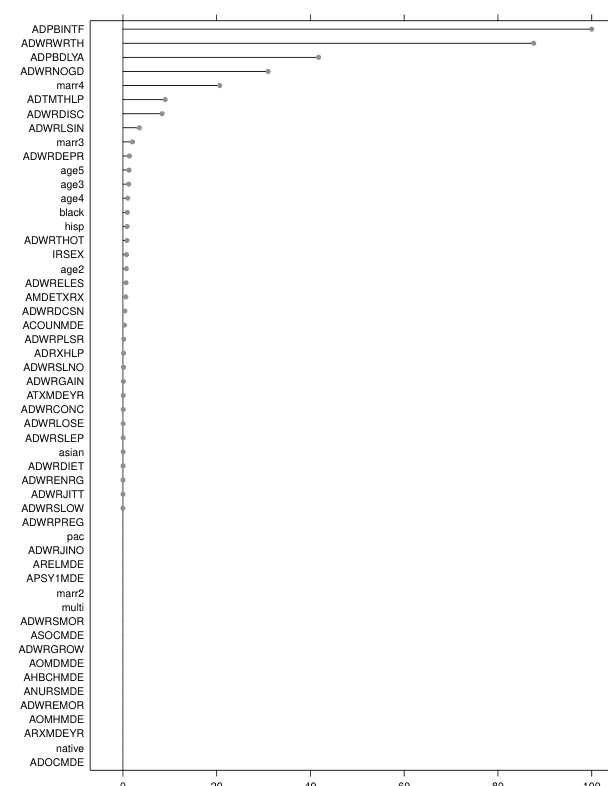 ADPBINTF
ADWRWRTH
ADPBDLYA
ADWRNOGD
marr4
ADTMTHLP
ADWRDISC
ADWRLSIN
marr3
ADWRDEPR
age5
age3
age4
black
hisp
ADWRTHOT
IRSEX
age2
ADWRELES
AMDETXRX
ADWRDCSN
ACOUNMDE
ADWRPLSR
ADRXHLP
ADWRSLNO
ADWRGAIN
ATXMDEYR
ADWRCONC
ADWRLOSE
ADWRSLEP
asian
ADWRDIET
ADWRENRG
ADWRJITT
ADWRSLOW
ADWRPREG
pac
ADWRJINO
ARELMDE
APSY1MDE
marr2
multi
ADWRSMOR
ASOCMDE
ADWRGROW
AOMDMDE
AHBCHMDE
ANURSMDE
ADWREMOR
AOMHMDE
ARXMDEYR
native
ADOCMDE
0 20 40 60 80 100